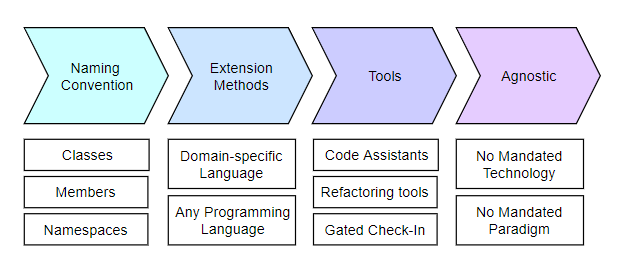 Naming
Convention
Extension
Methods
Tools
Agnostic
Classes
Members
Namespaces
Domain-specific
Language
Any Programming
Language
Code Assistants
Refactoring tools
Gated Check-In
No Mandated
Technology
No Mandated
Paradigm